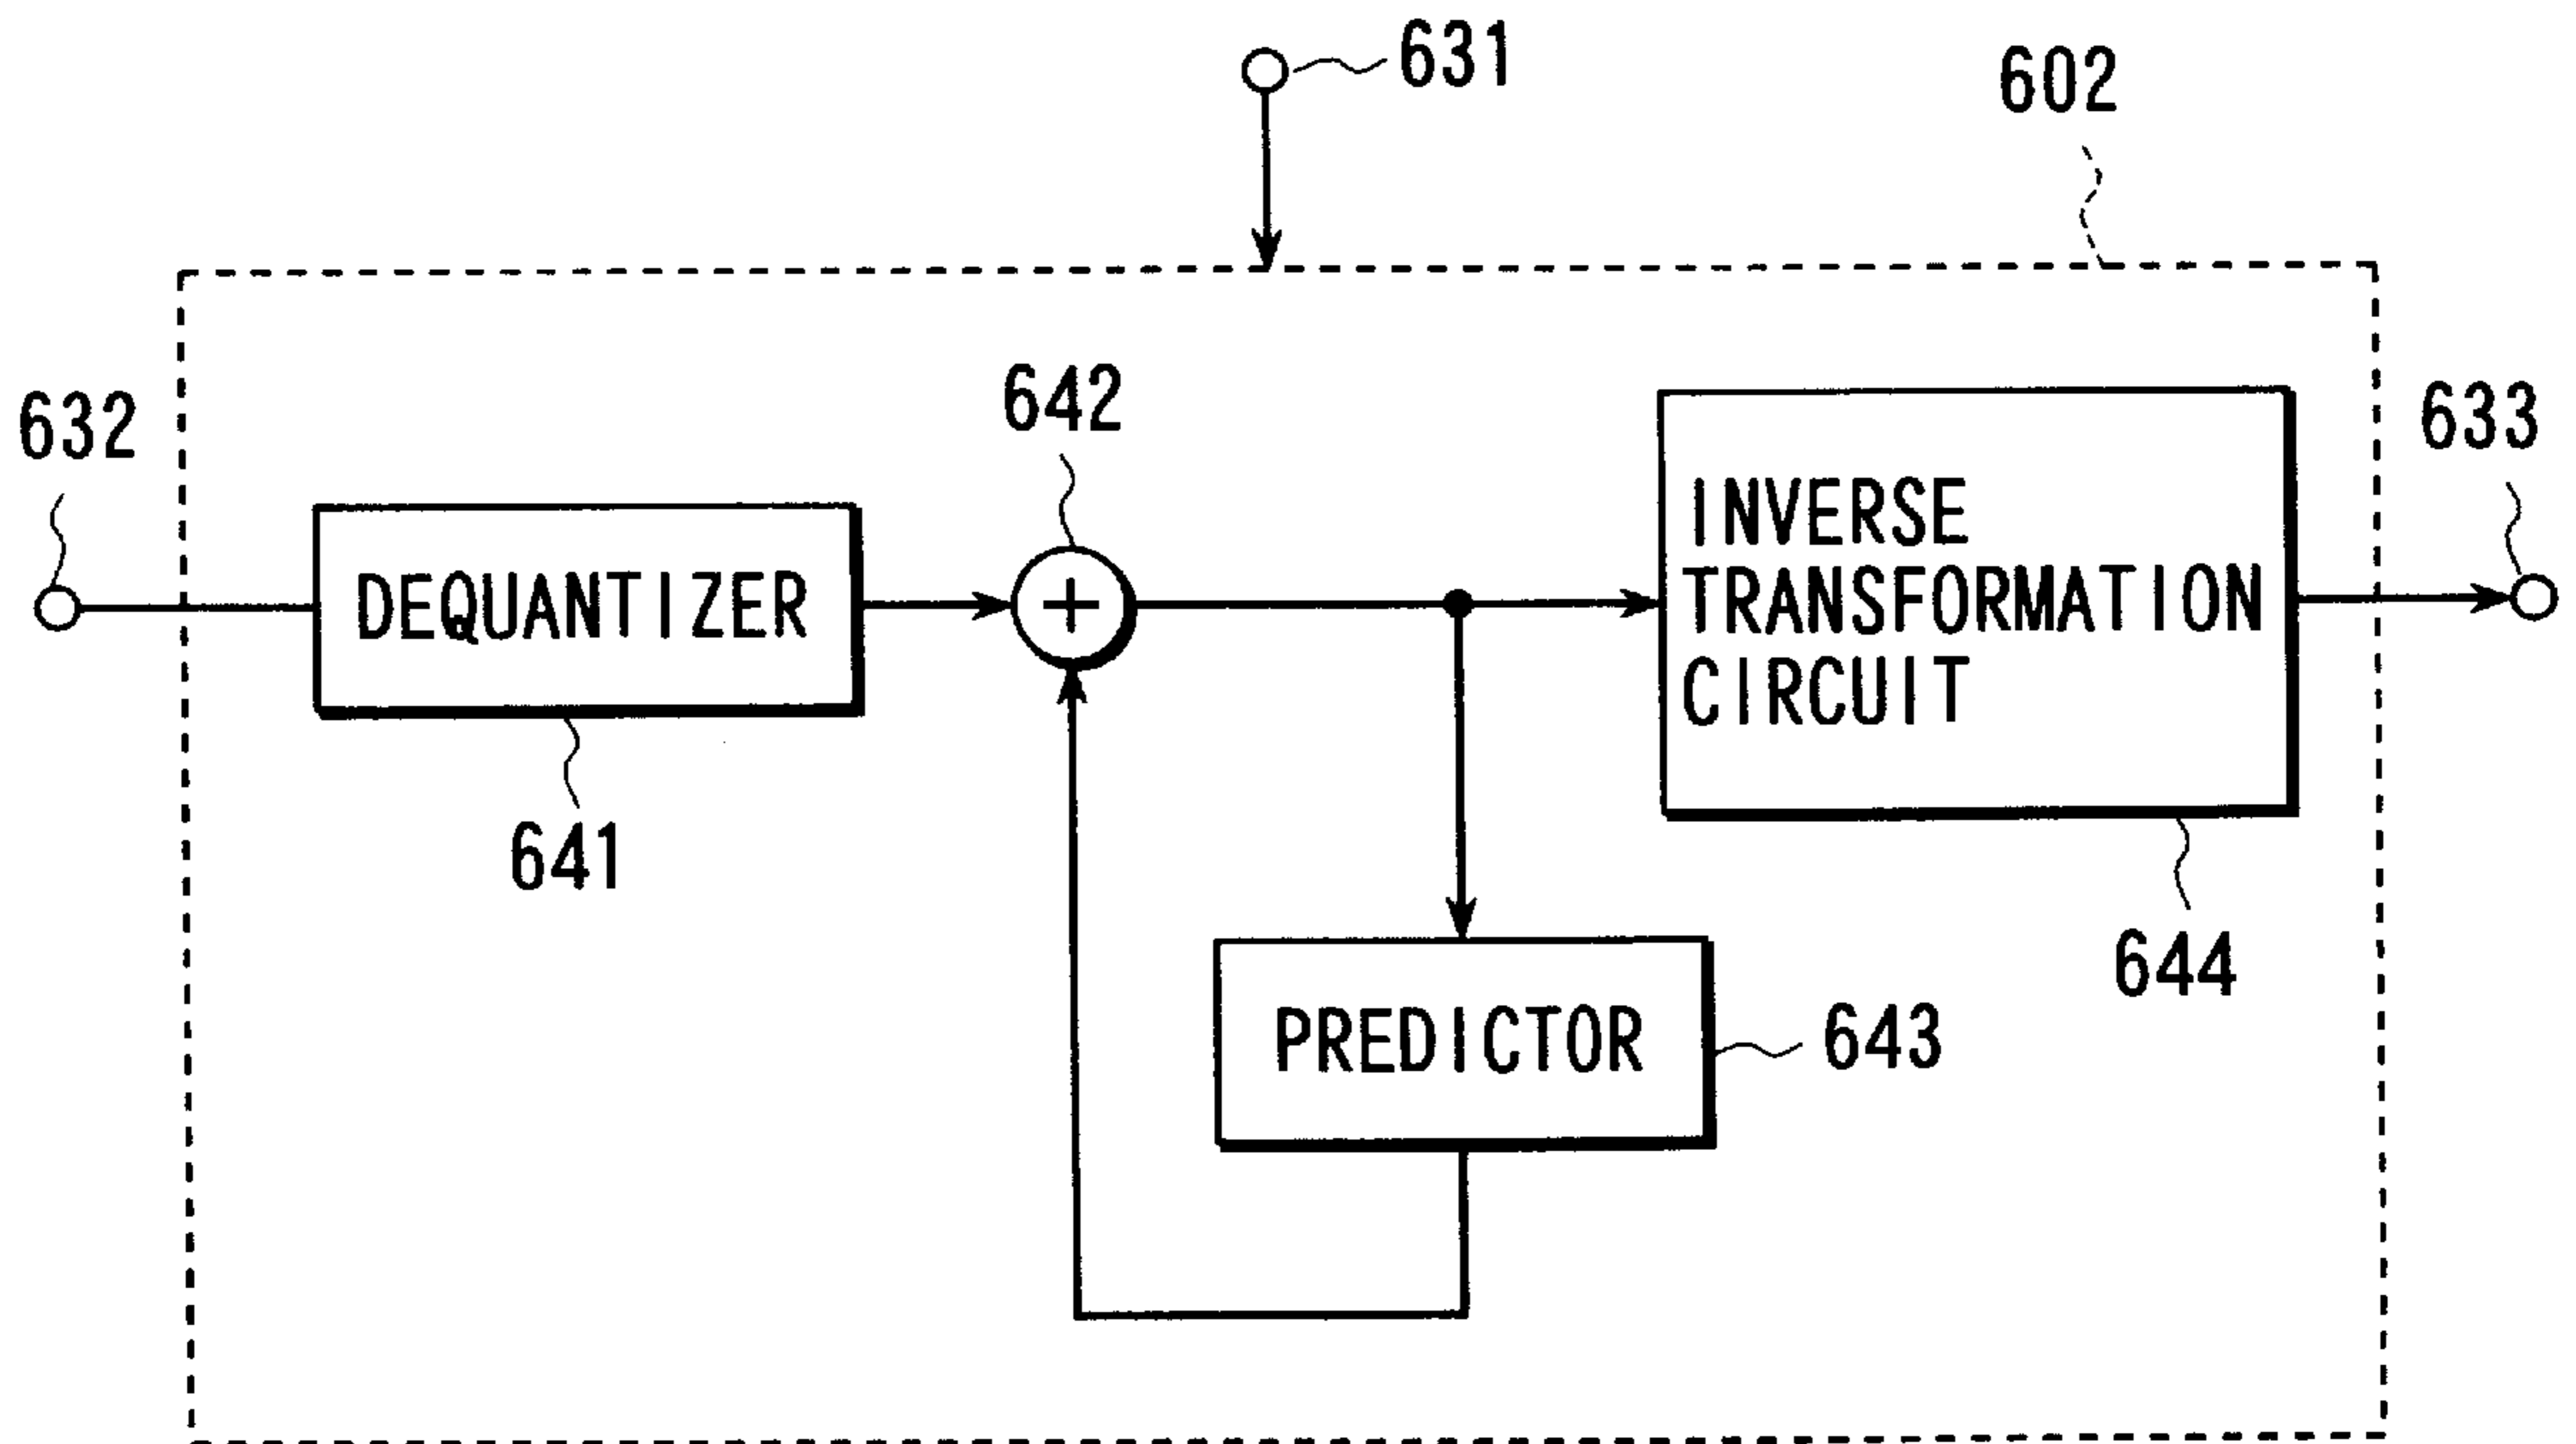 631
602
632
642
633
DEQUANTIZER
+
INVERSE
TRANSFORMATION
CIRCUIT
641
644
PREDICTOR
643